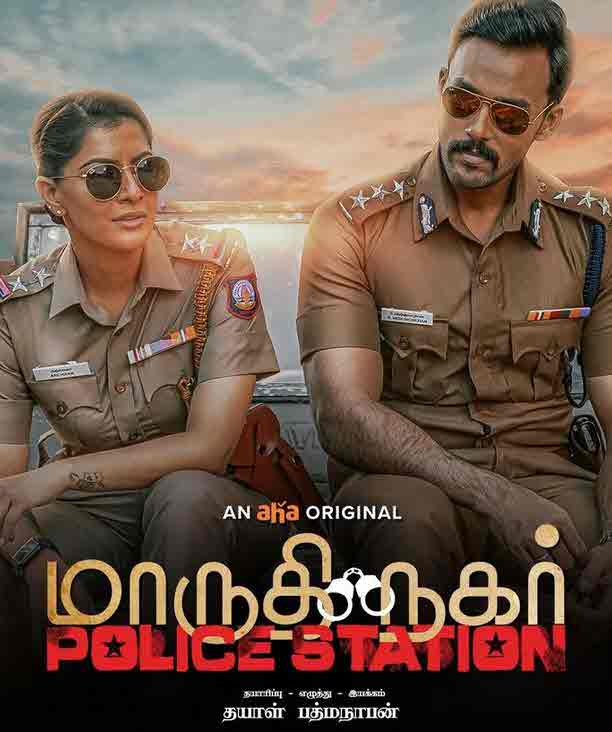 AN aha ORIGINAL
மாருதி நகர்
POLICE STATION
தயாரிப்பு - எழுத்து - இயக்கம்
தயாள் பத்மநாபன்